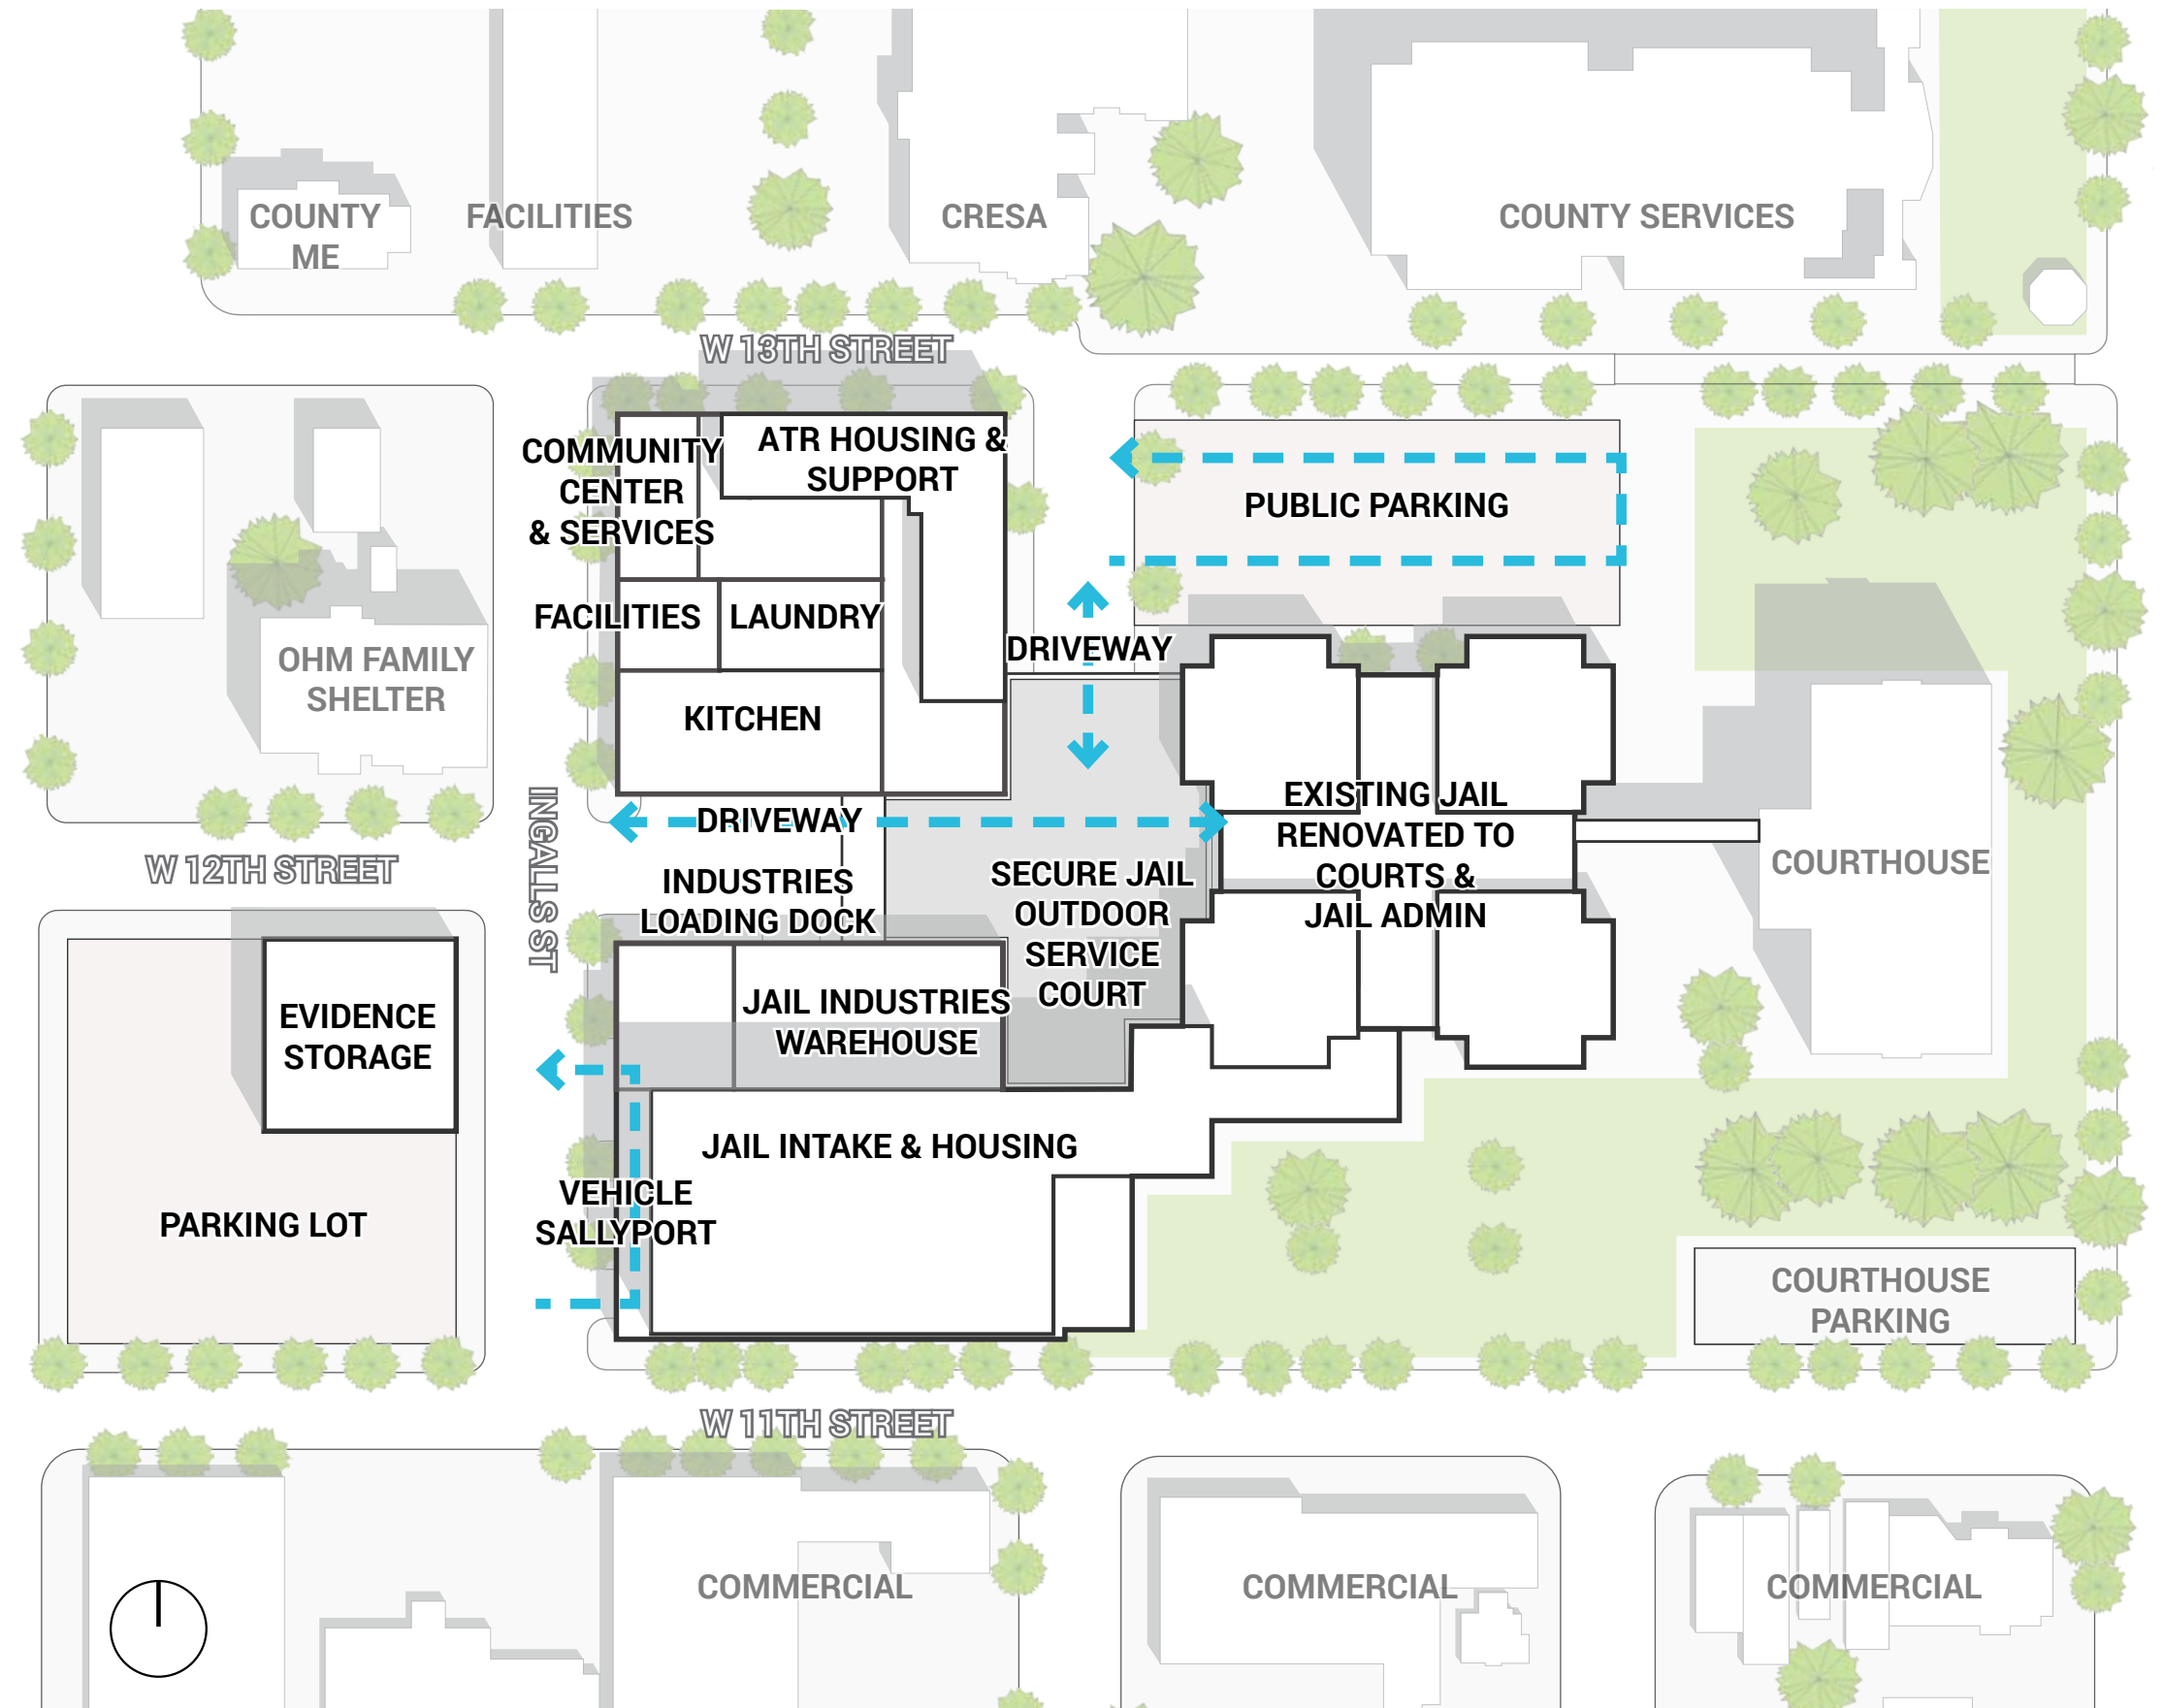 COUNTY
ME
FACILITIES
CRESA
COUNTY SERVICES
W 13TH STREET
COMMUNITY
CENTER
& SERVICES
ATR HOUSING &
SUPPORT
PUBLIC PARKING
FACILITIES
LAUNDRY
DRIVEWAY
OHM FAMILY
SHELTER
KITCHEN
EXISTING JAIL
RENOVATED TO
COURTS &
JAIL ADMIN
DRIVEWAY
INGALLS ST
W 12TH STREET
COURTHOUSE
INDUSTRIES
LOADING DOCK
SECURE JAIL
OUTDOOR
SERVICE
COURT
EVIDENCE
STORAGE
JAIL INDUSTRIES
WAREHOUSE
JAIL INTAKE & HOUSING
VEHICLE
SALLYPORT
PARKING LOT
COURTHOUSE
PARKING
W 11TH STREET
COMMERCIAL
COMMERCIAL
COMMERCIAL